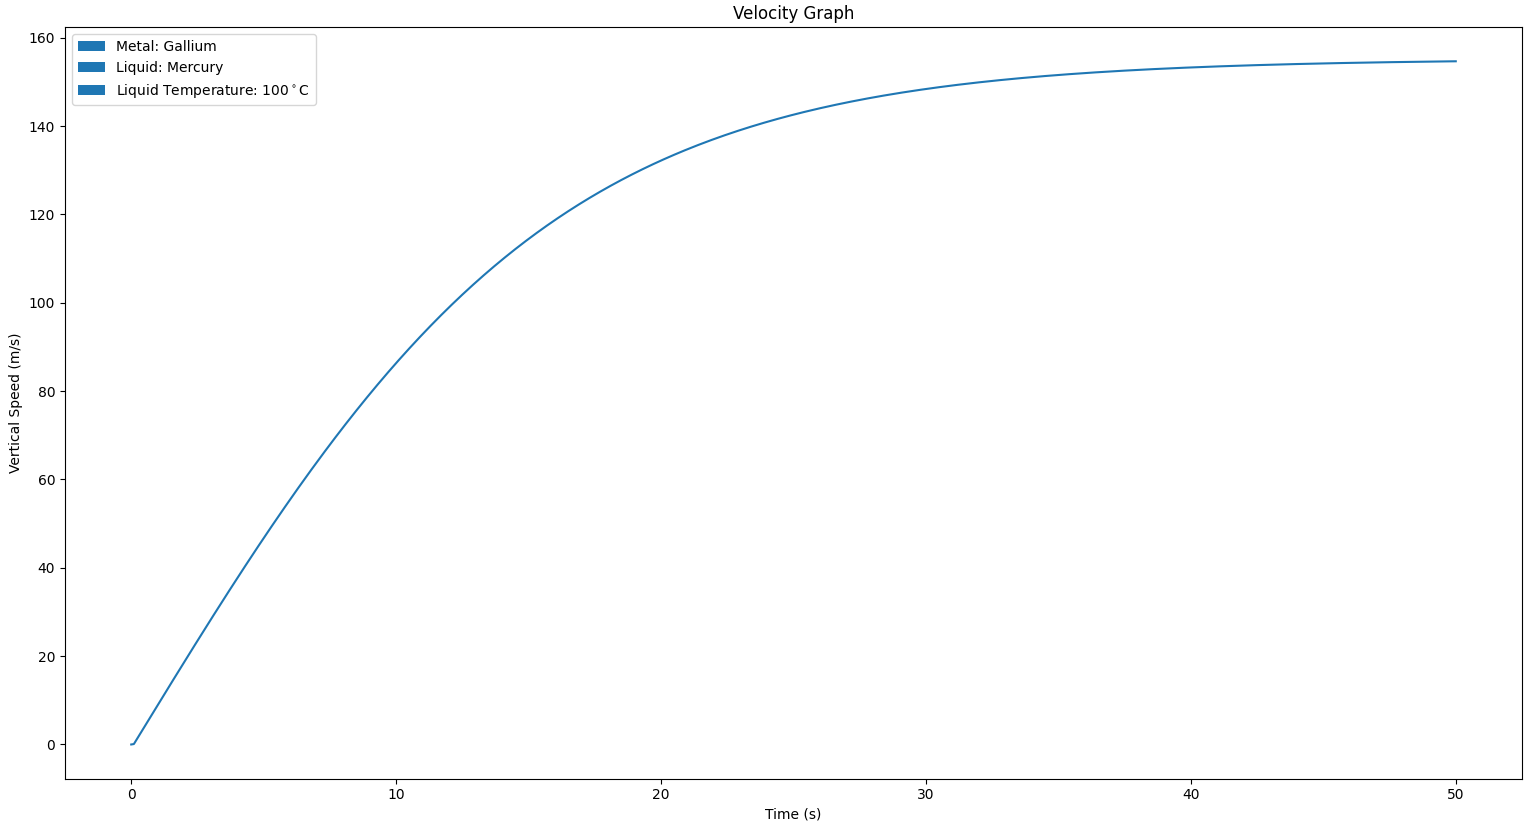 Velocity Graph
Metal: Gallium
Liquid: Mercury
Liquid Temperature: 100°C
160
140
120
100
80
60
40
20
0
Vertical Speed (m/s)
0 10 20 30 40 50
Time (s)